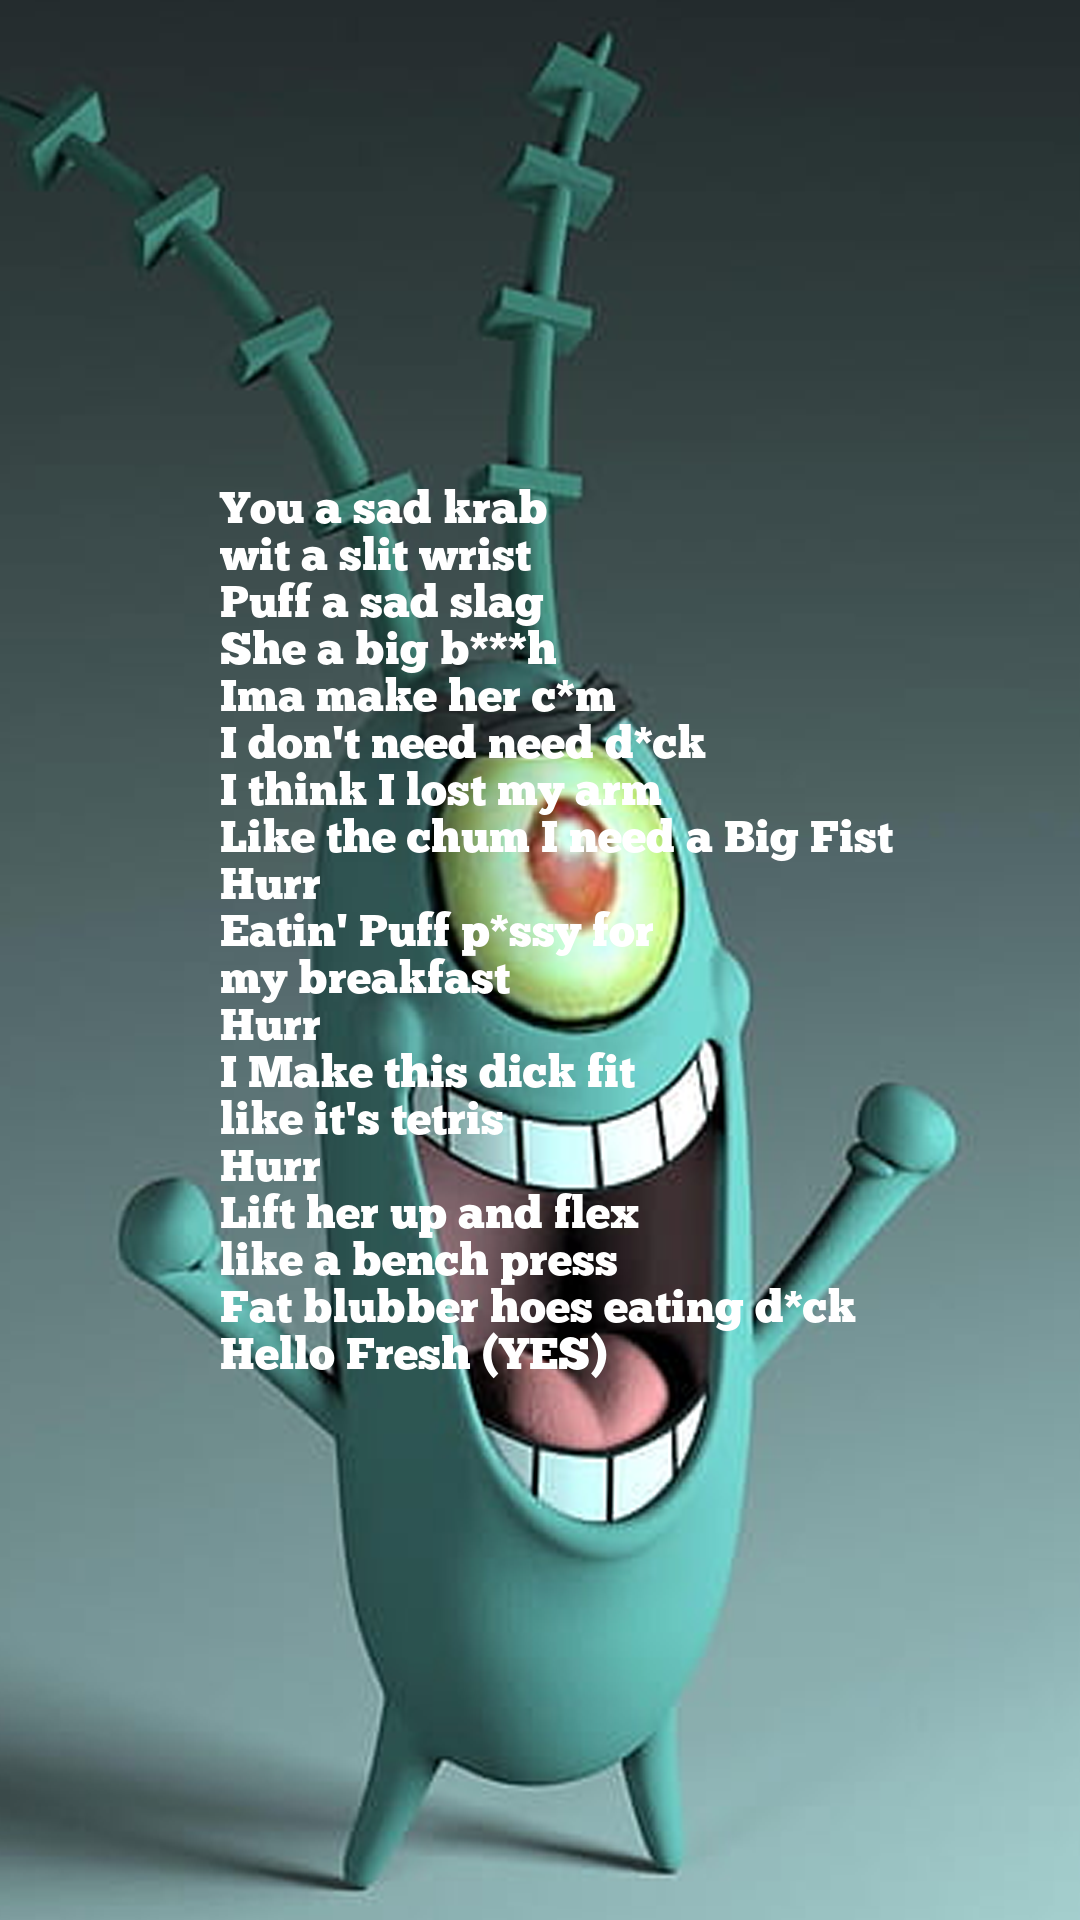 You a sad krab
wit a slit wrist
Puff a sad slag
She a big b***h
Ima make her c*m
I don't need need d*ck
I think I lost my arm
Like the chum I need a Big Fist
Hurr
Eatin' Puff p*ssy for
my breakfast
Hurr
I Make this dick fit
like it's tetris
Hurr
Lift her up and flex
like a bench press
Fat blubber hoes eating d*ck
Hello Fresh (YES)